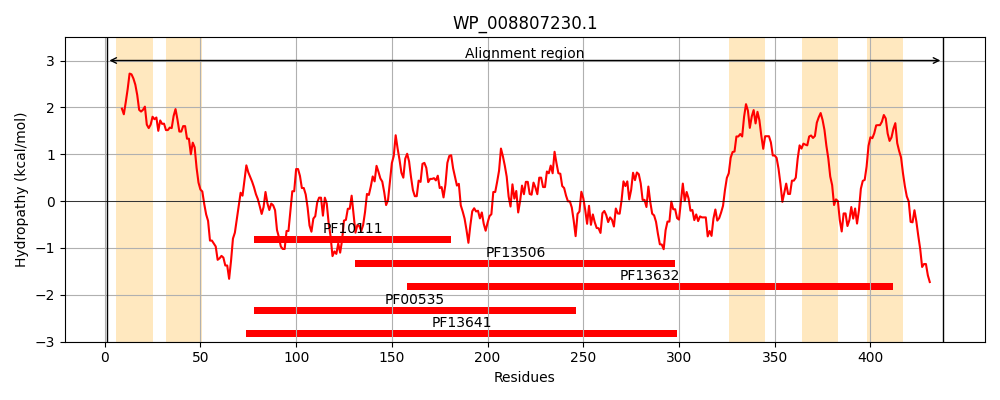 WP_008807230.1
Alignment region
3
2
1
0
−1
−2
−3
Hydropathy (kcal/mol)
PF10111
PF13506
PF13632
PF00535
PF13641
0 50 100 150 200 250 300 350 400
Residues